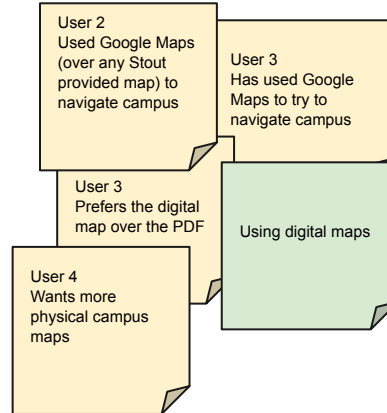 User 2
Used Google Maps
(over any Stout
provided map) to
navigate campus
User 3
Has used Google
Maps to try to
navigate campus
User 3
Prefers the digital
map over the PDF
Using digital maps
User 4
Wants more
physical campus
maps